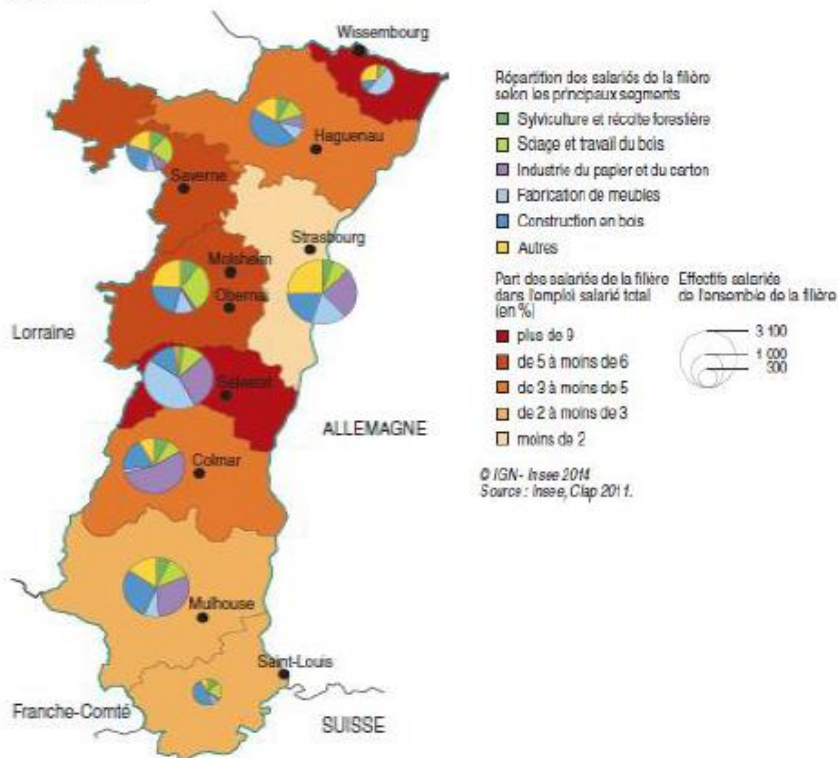 Wissembourg
Haguenau
Saverne
Strasbourg
Molsheim
Obernai
Lorraine
Sélestat
ALLEMAGNE
Colmar
Mulhouse
Saint-Louis
Franche-Comté
SUISSE
Répartition des salariés de la filière
selon les principaux segments
Sylviculture et récolte forestière
Sciage et travail du bois
Industrie du papier et du carton
Fabrication de meubles
Construction en bois
Autres
Part des salariés de la filière
dans l'emploi salarié total
(en %)
plus de 9
de 5 à moins de 6
de 3 à moins de 5
de 2 à moins de 3
moins de 2
Effectifs salariés
de l'ensemble de la filière
3 100
1 000
300
© IGN - Insee 2014
Source : Insee, Clap 2011.